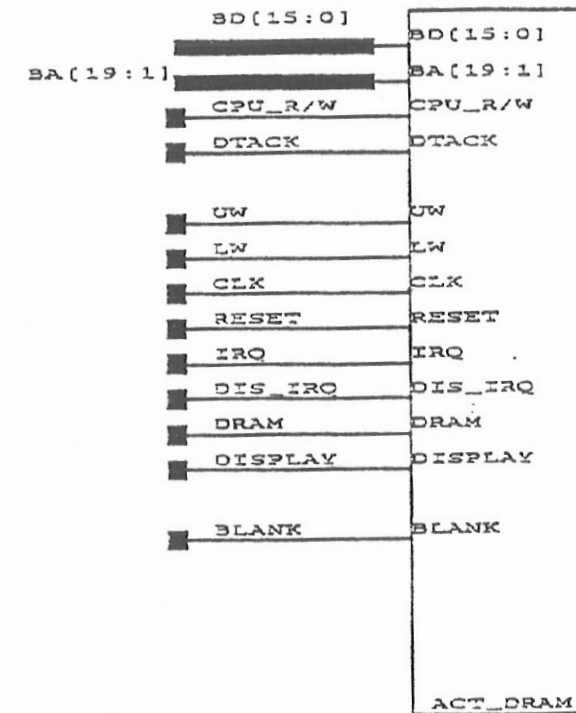 BD[15:0]
BD[15:0]
BA[19:1] BA[19:1]
CPU_R/W CPU_R/W
DTACK DTACK
UW UW
LW LW
CLK CLK
RESET RESET
IRQ IRQ
DIS_IRQ DIS_IRQ
DRAM DRAM
DISPLAY DISPLAY
BLANK BLANK
ACT_DRAM